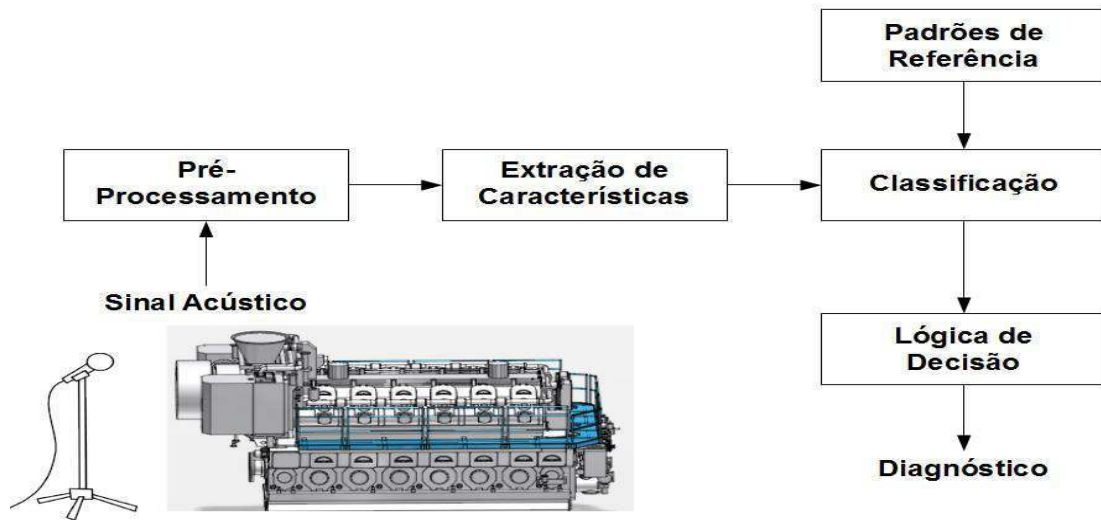 Padrões de
Referência
Pré-
Processamento
Extração de
Características
Classificação
Sinal Acústico
Lógica de
Decisão
Diagnóstico